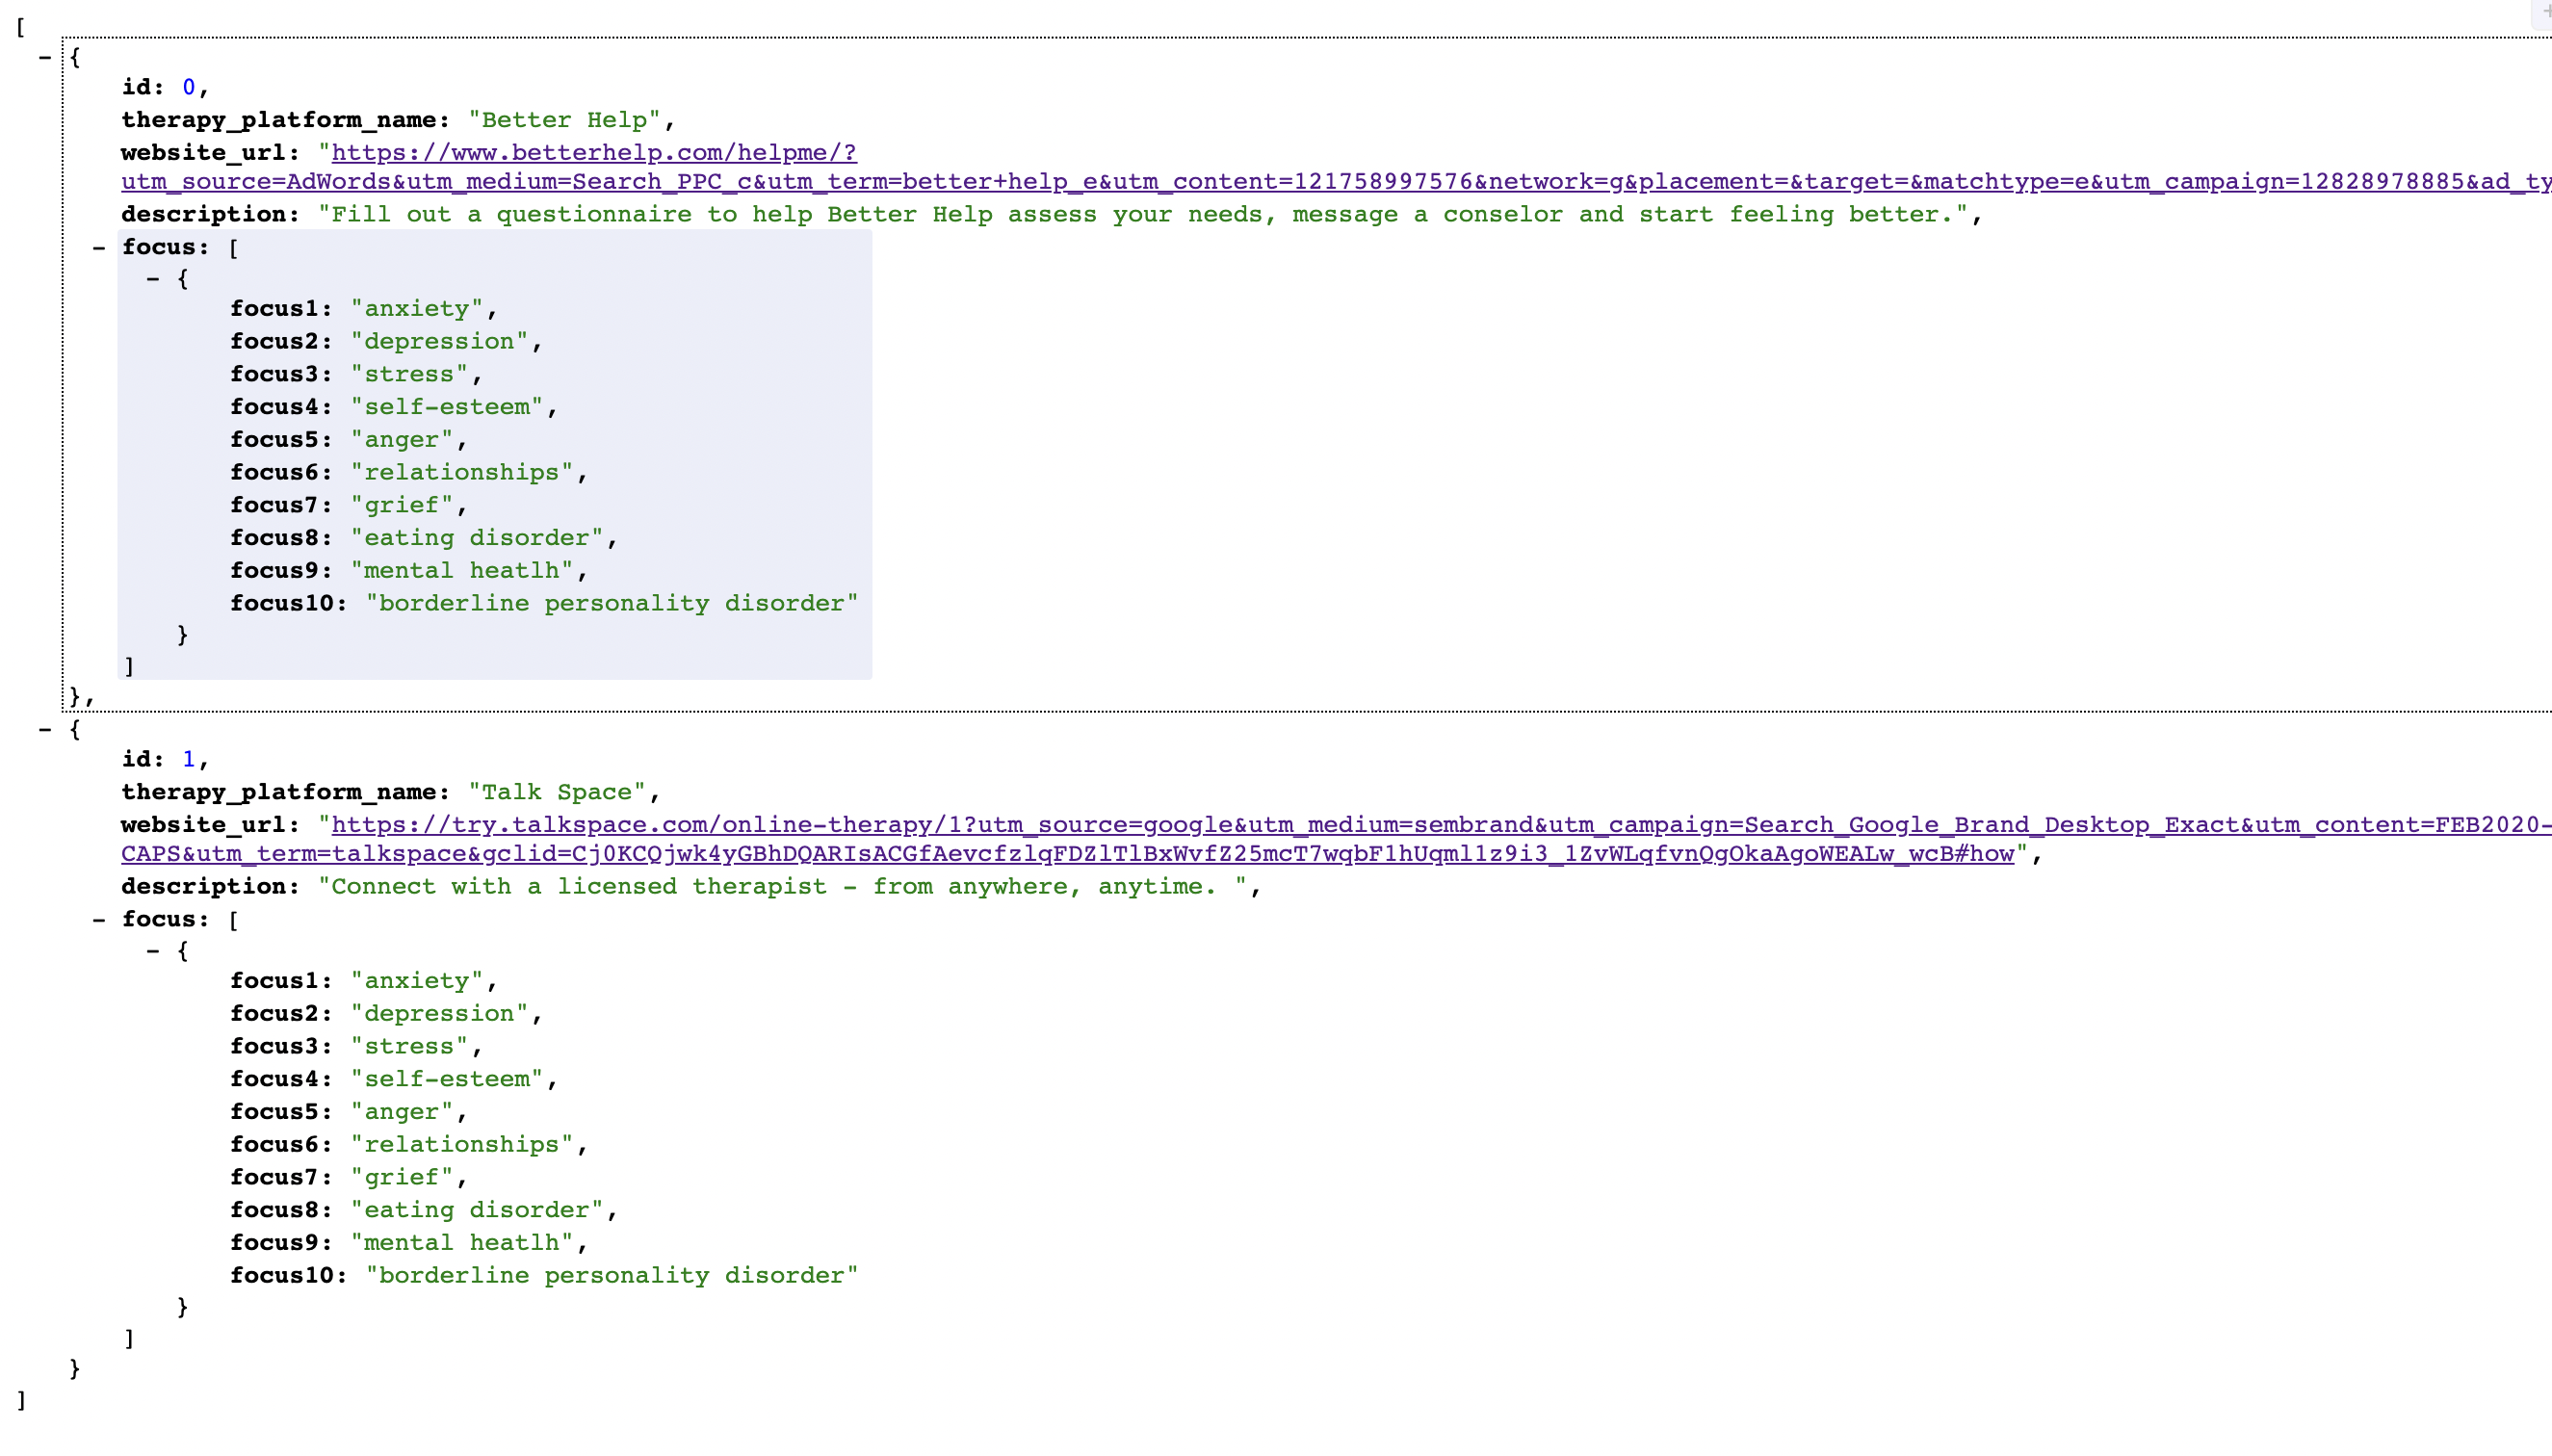 [
- {
id: 0,
therapy_platform_name: "Better Help",
website_url: "https://www.betterhelp.com/helpme/?
utm_source=AdWords&utm_medium=Search_PPC_c&utm_term=better+help_e&utm_content=121758997576&network=g&placement=&target=&matchtype=e&utm_campaign=12828978885&ad_ty
description: "Fill out a questionnaire to help Better Help assess your needs, message a conselor and start feeling better.",
- focus: [
- {
focus1: "anxiety",
focus2: "depression",
focus3: "stress",
focus4: "self-esteem",
focus5: "anger",
focus6: "relationships",
focus7: "grief",
focus8: "eating disorder",
focus9: "mental heatlh",
focus10: "borderline personality disorder"
}
]
},
- {
id: 1,
therapy_platform_name: "Talk Space",
website_url: "https://try.talkspace.com/online-therapy/1?utm_source=google&utm_medium=sembrand&utm_campaign=Search_Google_Brand_Desktop_Exact&utm_content=FEB2020-
CAPS&utm_term=talkspace&gclid=Cj0KCQjwk4yGBhDQARIsACGfAevcfzlqFDZlTlBxWvfZ25mcT7wqbF1hUqml1z9i3_1ZvWLqfvnQgOkaAgoWEALw_wcB#how",
description: "Connect with a licensed therapist - from anywhere, anytime. ",
- focus: [
- {
focus1: "anxiety",
focus2: "depression",
focus3: "stress",
focus4: "self-esteem",
focus5: "anger",
focus6: "relationships",
focus7: "grief",
focus8: "eating disorder",
focus9: "mental heatlh",
focus10: "borderline personality disorder"
}
]
}
]